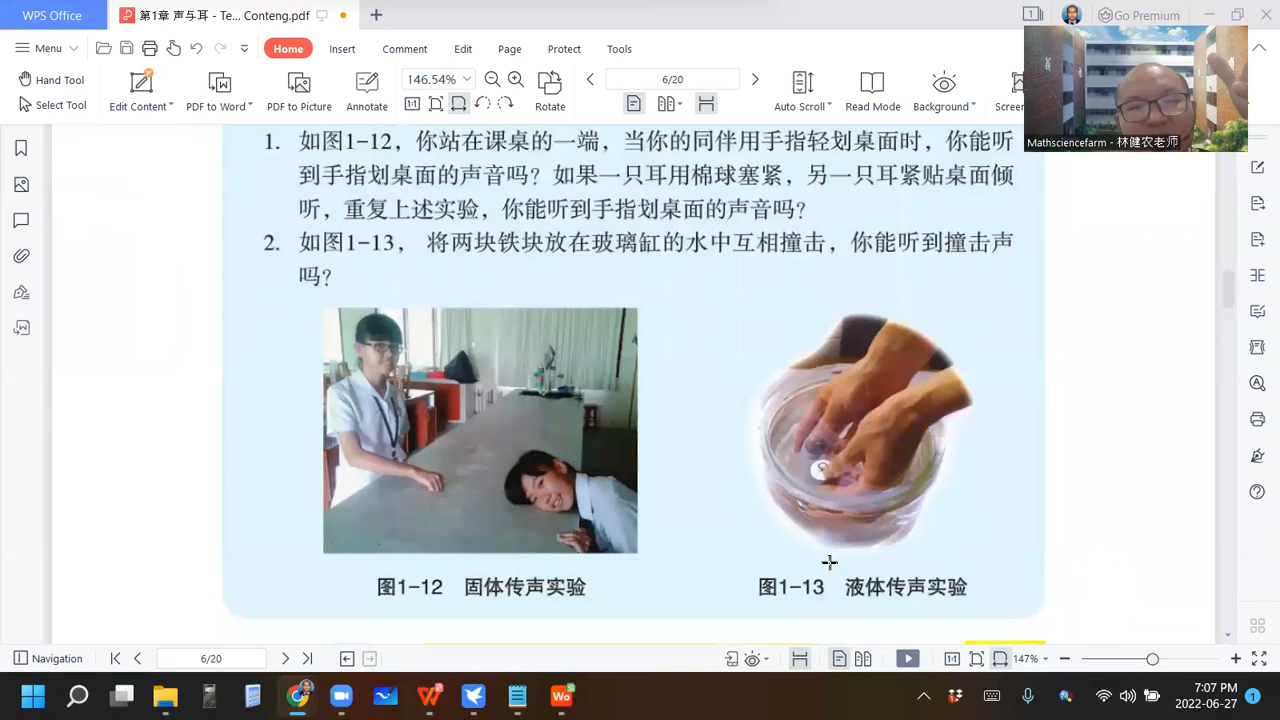 WPS Office
第1章 声与耳 - Te... Conteng.pdf
1
Go Premium
Menu
Home
Insert
Comment
Edit
Page
Protect
Tools
Hand Tool
Select Tool
Edit Content
PDF to Word
PDF to Picture
Annotate
146.54%
Rotate
6/20
Auto Scroll
Read Mode
Background
Screen
Mathsciencefarm - 林健农老师
1. 如图1-12，你站在课桌的一端，当你的同伴用手指轻划桌面时，你能听
到手指划桌面的声音吗？如果一只耳用棉球塞紧，另一只耳紧贴桌面倾
听，重复上述实验，你能听到手指划桌面的声音吗？
2. 如图1-13， 将两块铁块放在玻璃缸的水中互相撞击，你能听到撞击声
吗？
图1-12 固体传声实验
图1-13 液体传声实验
Navigation
6/20
147%
7:07 PM
2022-06-27
1